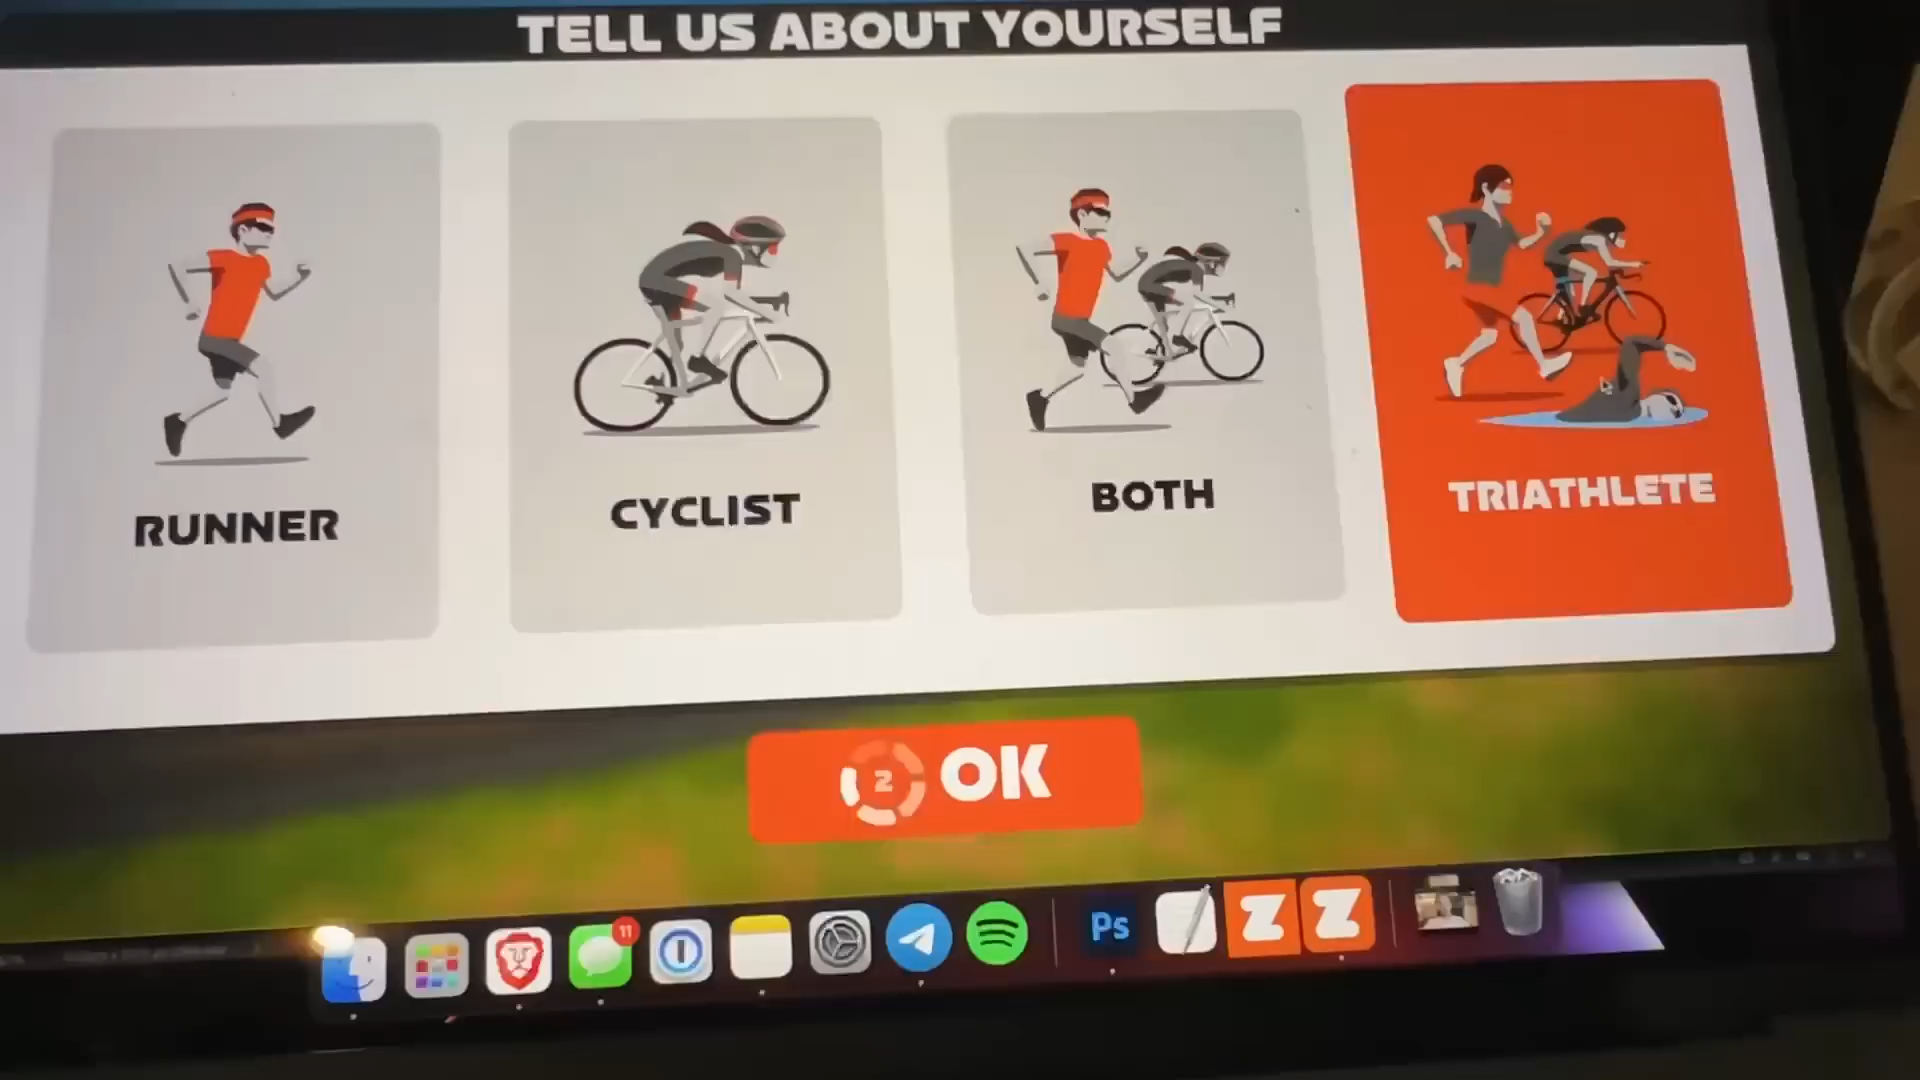 TELL US ABOUT YOURSELF
RUNNER
CYCLIST
BOTH
TRIATHLETE
2 OK
11
Ps
Z
Z